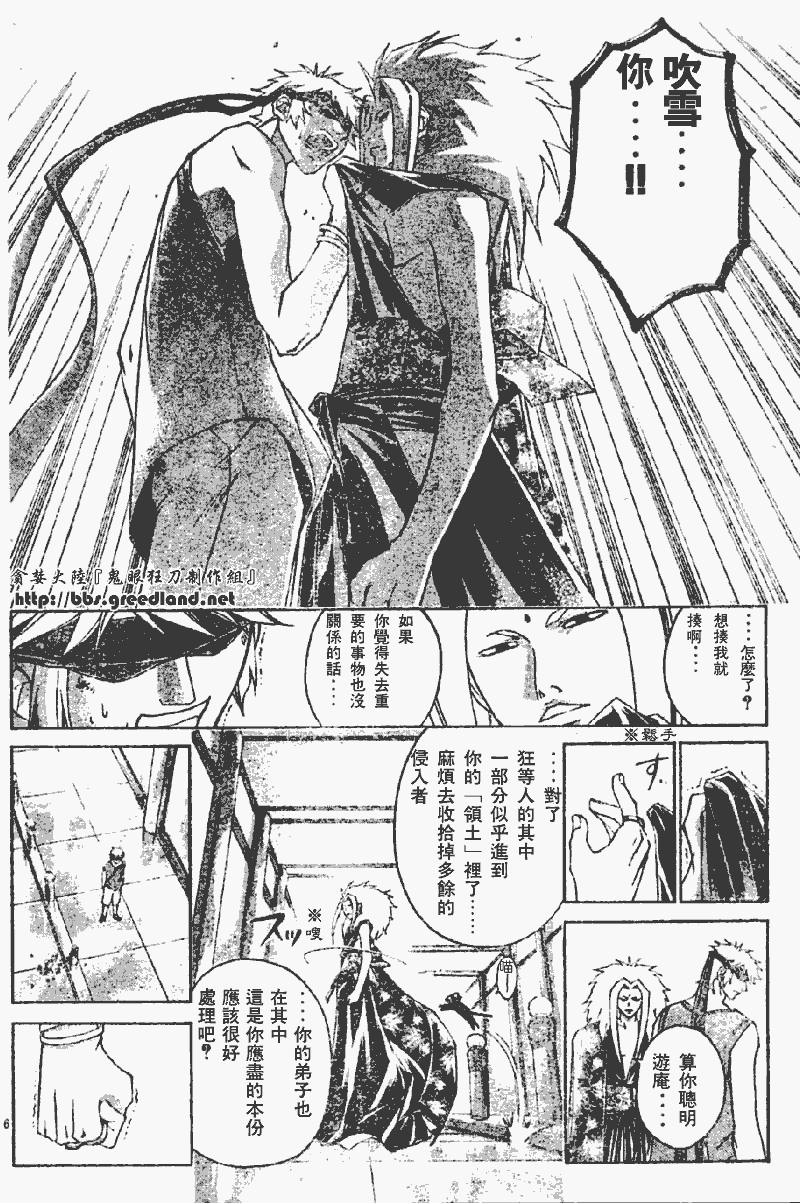 吹雪‥‥
你‥‥!!
貪婪大陸『鬼眼狂刀制作組』
http://bbs.greedland.net
‥‥怎麼了?
想揍我就
揍啊‥‥
如果
你覺得失去重
要的事物也沒
關係的話‥‥
※鬆手
す
‥‥對了
狂等人的其中
一部分似乎進到
你的「領土」裡了‥‥‥
麻煩去收拾掉多餘的
侵入者
算你聰明
遊庵‥‥
喵
※嗖
スッ
‥‥你的弟子也
在其中
這是你應盡的本份
應該很好
處理吧?
6